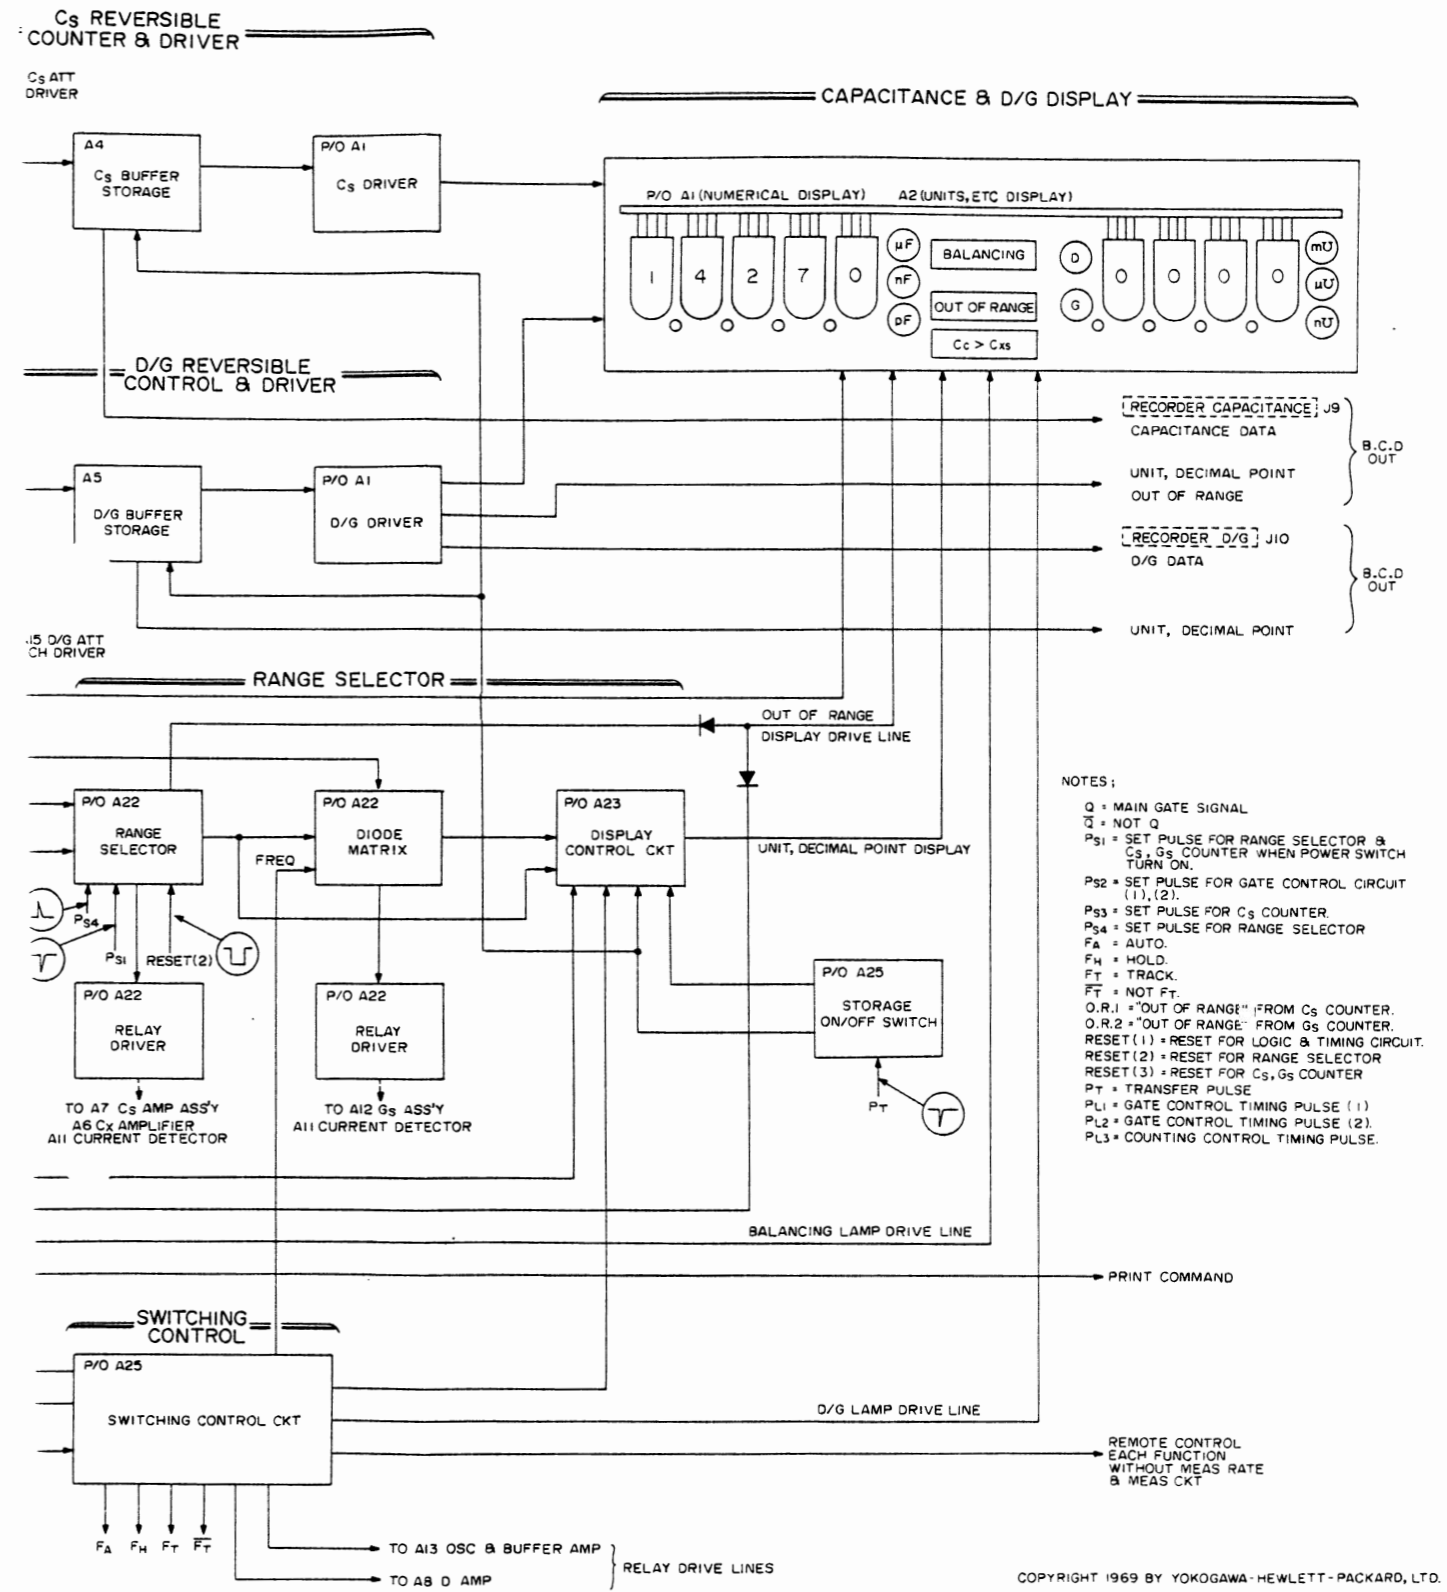 Cs REVERSIBLE
COUNTER & DRIVER
Cs ATT
DRIVER
CAPACITANCE & D/G DISPLAY
A4
Cs BUFFER
STORAGE
P/O A1
Cs DRIVER
P/O A1 (NUMERICAL DISPLAY)
A2 (UNITS, ETC DISPLAY)
1 4 2 7 0
µF
nF
pF
BALANCING
OUT OF RANGE
Cc > Cxs
D
G
0 0 0 0
m℧
µ℧
n℧
D/G REVERSIBLE
CONTROL & DRIVER
RECORDER CAPACITANCE J9
CAPACITANCE DATA
UNIT, DECIMAL POINT
OUT OF RANGE
B.C.D
OUT
A5
D/G BUFFER
STORAGE
P/O A1
D/G DRIVER
RECORDER D/G J10
D/G DATA
UNIT, DECIMAL POINT
B.C.D
OUT
15 D/G ATT
CH DRIVER
RANGE SELECTOR
OUT OF RANGE
DISPLAY DRIVE LINE
P/O A22
RANGE
SELECTOR
P/O A22
DIODE
MATRIX
FREQ
P/O A23
DISPLAY
CONTROL CKT
UNIT, DECIMAL POINT DISPLAY
PS4
PS1
RESET(2)
P/O A22
RELAY
DRIVER
P/O A22
RELAY
DRIVER
P/O A25
STORAGE
ON/OFF SWITCH
PT
TO A7 Cs AMP ASS'Y
A6 Cx AMPLIFIER
A11 CURRENT DETECTOR
TO A12 Gs ASS'Y
A11 CURRENT DETECTOR
NOTES;
Q = MAIN GATE SIGNAL
Q̅ = NOT Q
PS1 = SET PULSE FOR RANGE SELECTOR &
Cs, Gs COUNTER WHEN POWER SWITCH
TURN ON.
PS2 = SET PULSE FOR GATE CONTROL CIRCUIT
(1),(2).
PS3 = SET PULSE FOR Cs COUNTER.
PS4 = SET PULSE FOR RANGE SELECTOR
FA = AUTO.
FH = HOLD.
FT = TRACK.
F̅T̅ = NOT FT.
O.R.1 = "OUT OF RANGE" FROM Cs COUNTER.
O.R.2 = "OUT OF RANGE" FROM Gs COUNTER.
RESET(1) = RESET FOR LOGIC & TIMING CIRCUIT.
RESET(2) = RESET FOR RANGE SELECTOR
RESET(3) = RESET FOR Cs, Gs COUNTER
PT = TRANSFER PULSE
PL1 = GATE CONTROL TIMING PULSE (1)
PL2 = GATE CONTROL TIMING PULSE (2).
PL3 = COUNTING CONTROL TIMING PULSE.
BALANCING LAMP DRIVE LINE
PRINT COMMAND
SWITCHING
CONTROL
P/O A25
SWITCHING CONTROL CKT
D/G LAMP DRIVE LINE
REMOTE CONTROL
EACH FUNCTION
WITHOUT MEAS RATE
& MEAS CKT
FA FH FT F̅T̅
TO A13 OSC & BUFFER AMP
TO A8 D AMP
RELAY DRIVE LINES
COPYRIGHT 1969 BY YOKOGAWA-HEWLETT-PACKARD, LTD.